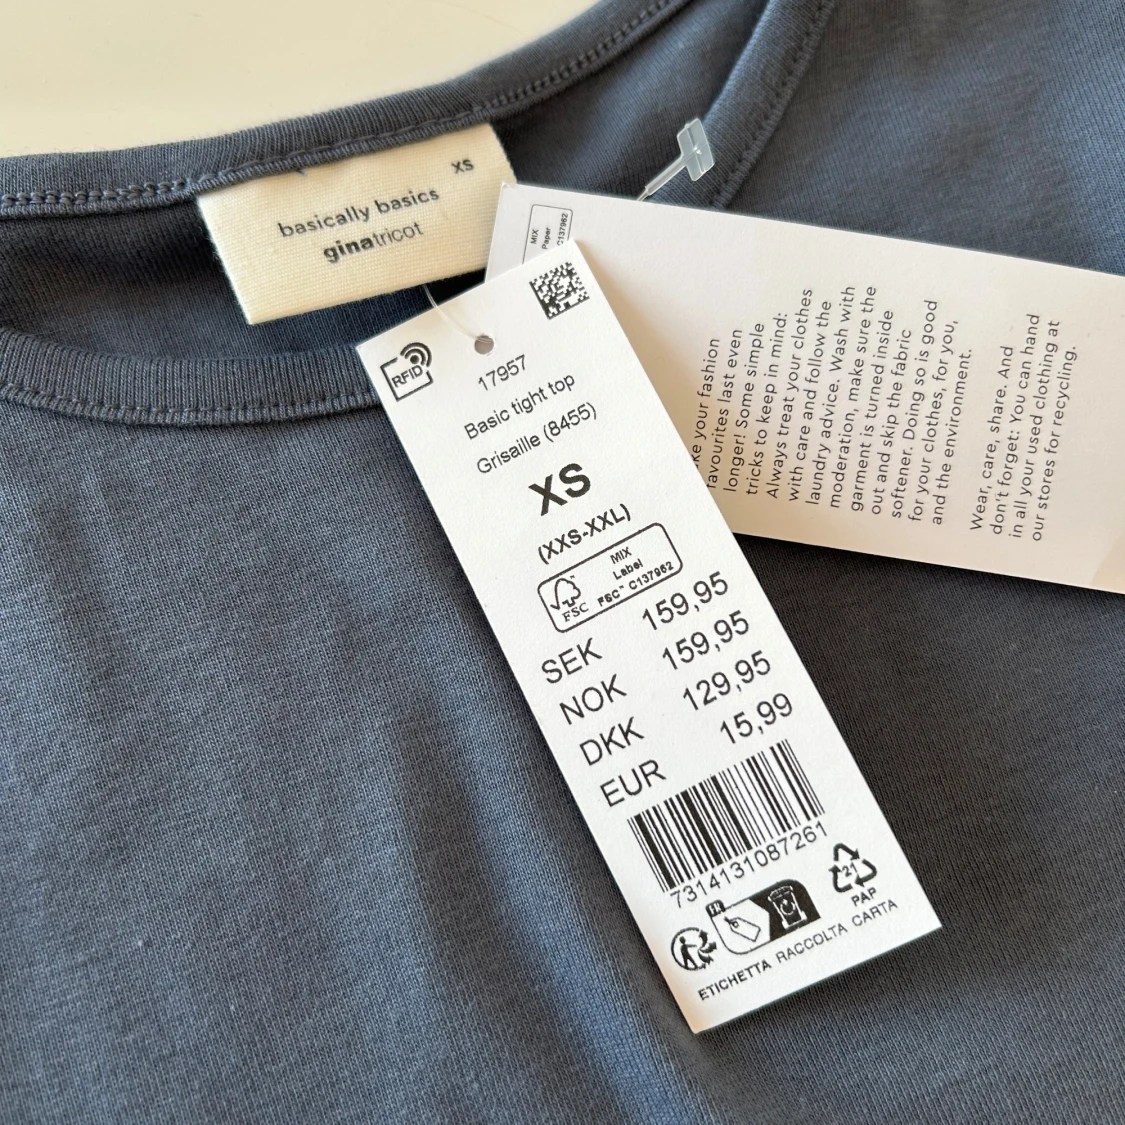 XS
basically basics
ginatricot
MIX
Paper
C137962
RFID
17957
Basic tight top
Grisaille (8455)
XS
(XXS-XXL)
MIX
Label
FSC™ C137962
FSC
SEK 159,95
NOK 159,95
DKK 129,95
EUR 15,99
7314131087261
FR
21
PAP
ETICHETTA RACCOLTA CARTA
your fashion
favourites last even
longer! Some simple
tricks to keep in mind:
Always treat your clothes
with care and follow the
laundry advice. Wash with
moderation, make sure the
garment is turned inside
out and skip the fabric
softener. Doing so is good
for your clothes, for you,
and the environment.
Wear, care, share. And
don't forget: You can hand
in all your used clothing at
our stores for recycling.